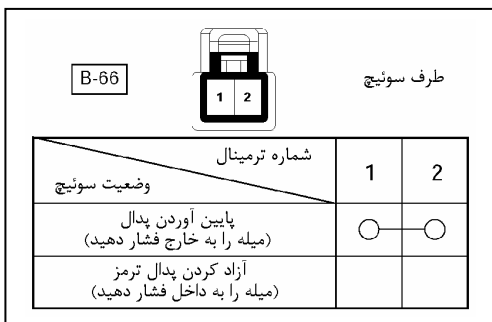 طرف سوئیچ
B-66
1 2
شماره ترمینال
وضعیت سوئیچ
1 2
پایین آوردن پدال
(میله را به خارج فشار دهید)
آزاد کردن پدال ترمز
(میله را به داخل فشار دهید)